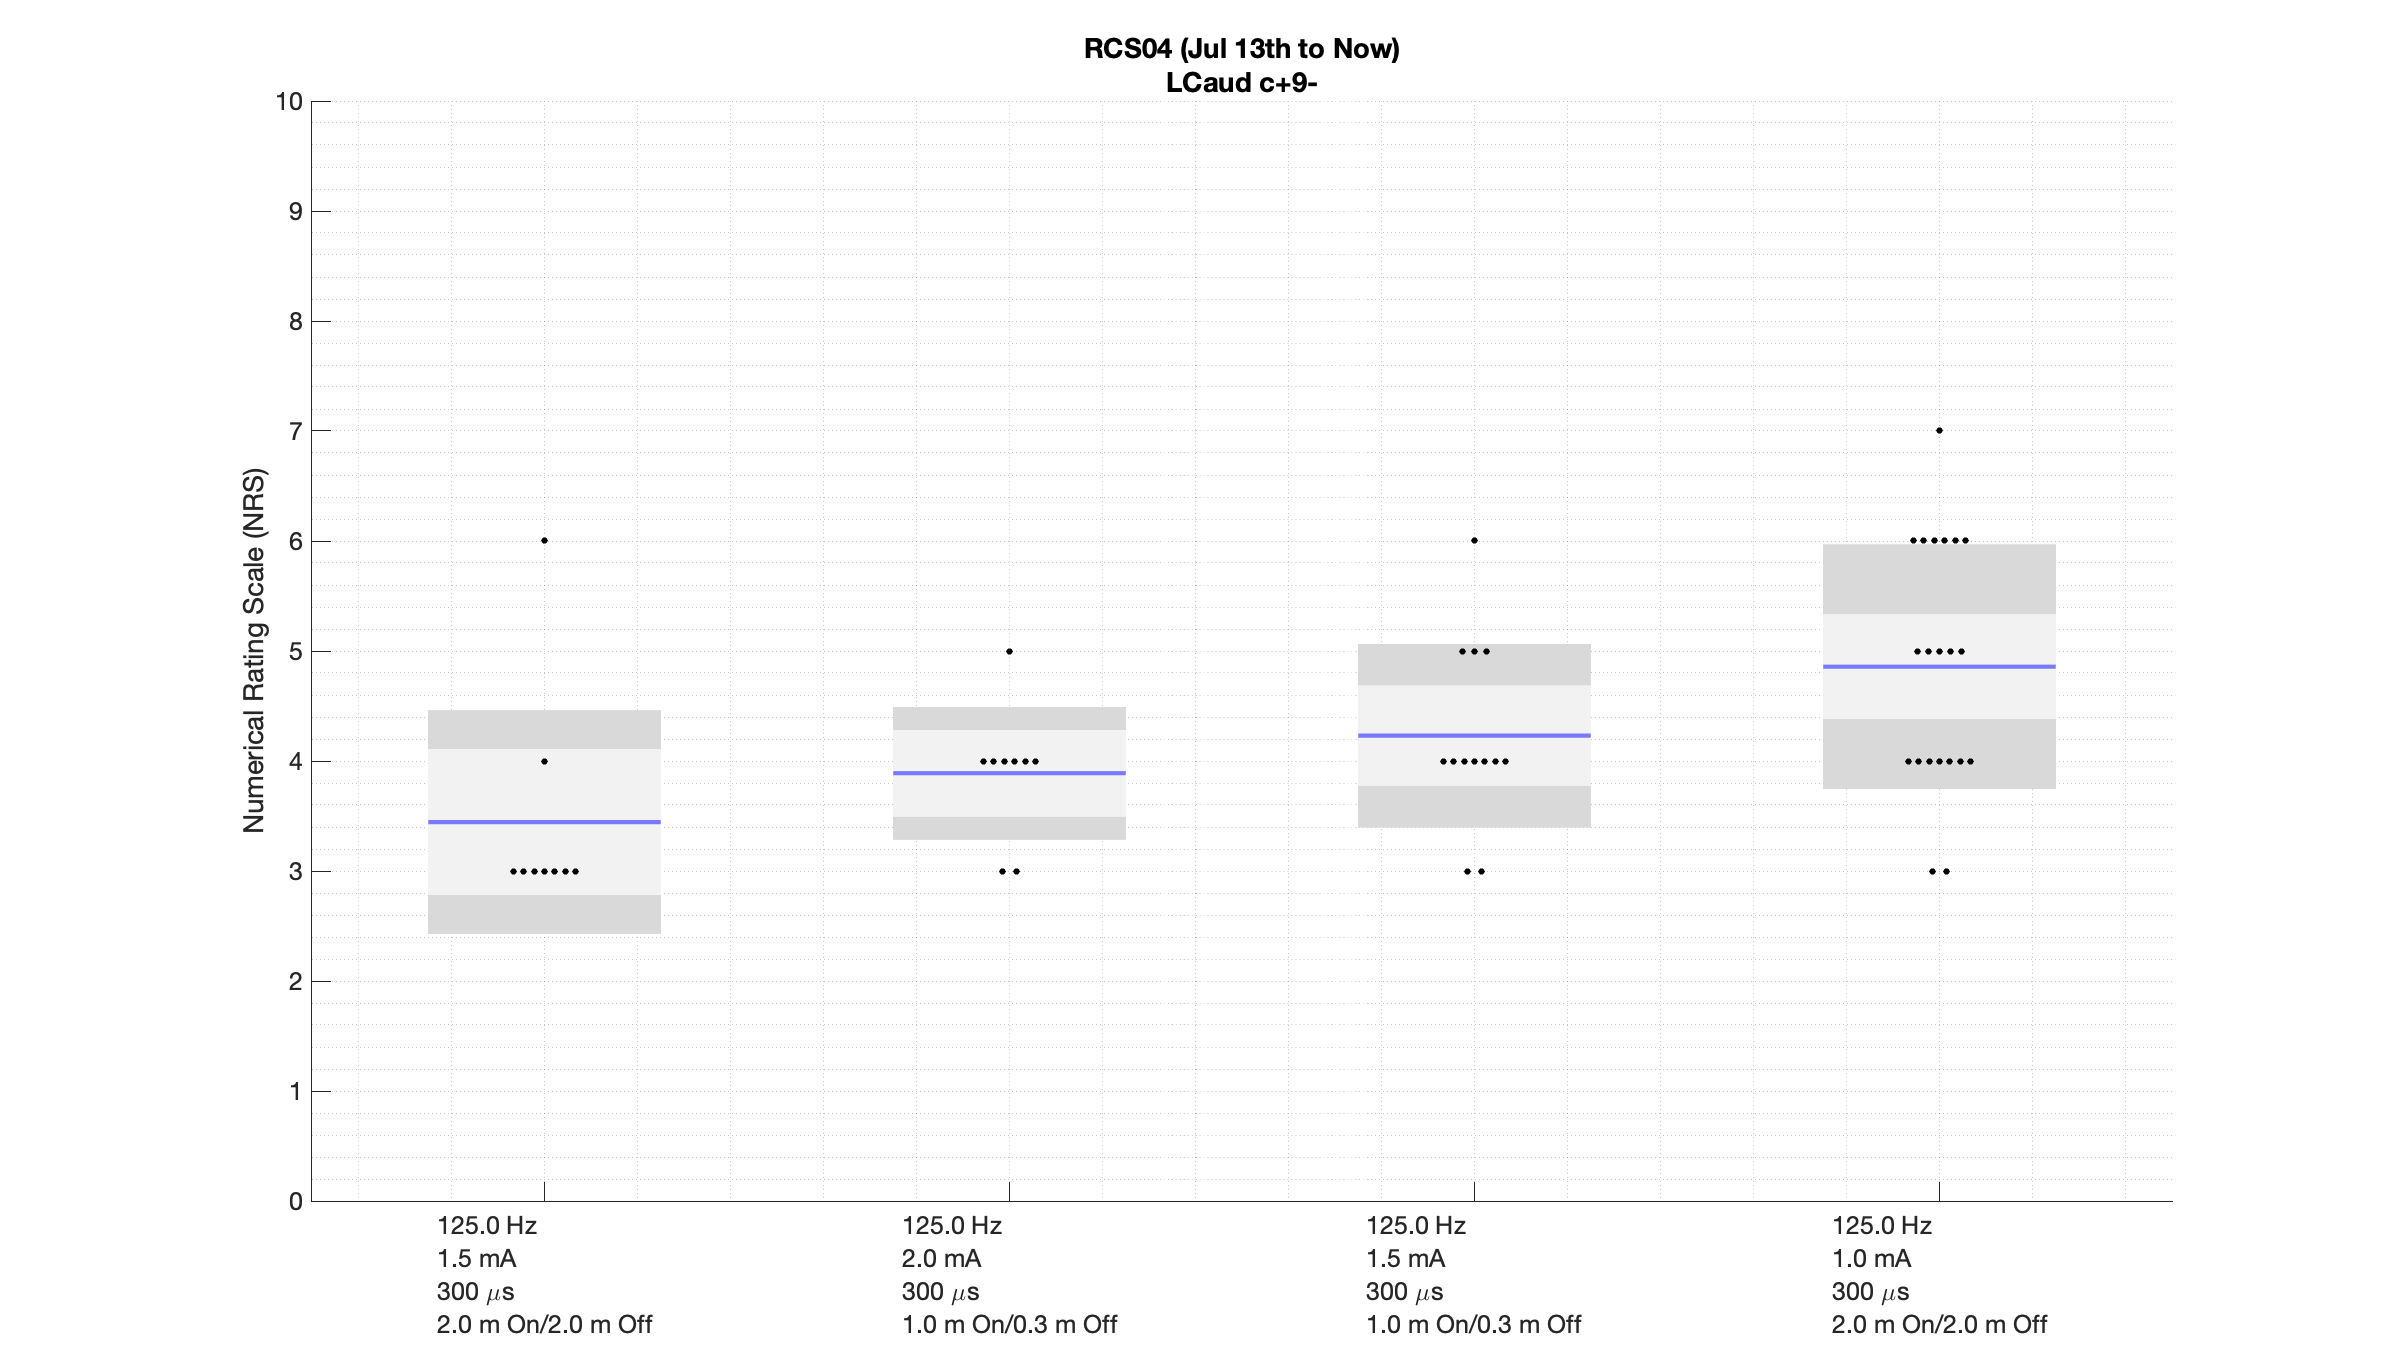 RCS04 (Jul 13th to Now)
LCaud c+9-
Numerical Rating Scale (NRS)
10
9
8
7
6
5
4
3
2
1
0
125.0 Hz
1.5 mA
300 μs
2.0 m On/2.0 m Off
125.0 Hz
2.0 mA
300 μs
1.0 m On/0.3 m Off
125.0 Hz
1.5 mA
300 μs
1.0 m On/0.3 m Off
125.0 Hz
1.0 mA
300 μs
2.0 m On/2.0 m Off